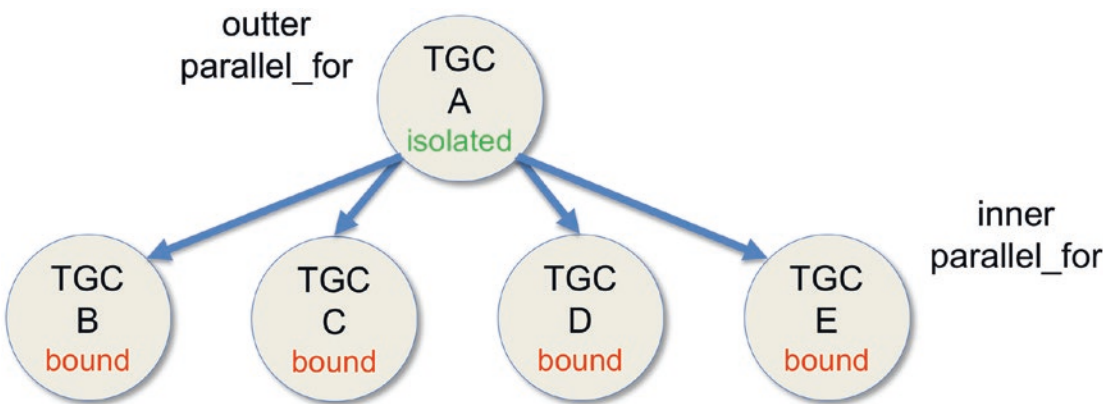 outter
parallel_for
TGC
A
isolated
inner
parallel_for
TGC
B
bound
TGC
C
bound
TGC
D
bound
TGC
E
bound